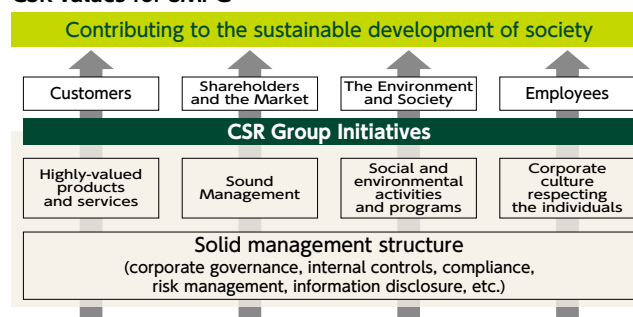 Contributing to the sustainable development of society
Customers
Shareholders
and the Market
The Environment
and Society
Employees
CSR Group Initiatives
Highly-valued
products
and services
Sound
Management
Social and
environmental
activities
and programs
Corporate
culture
respecting
the individuals
Solid management structure
(corporate governance, internal controls, compliance,
risk management, information disclosure, etc.)